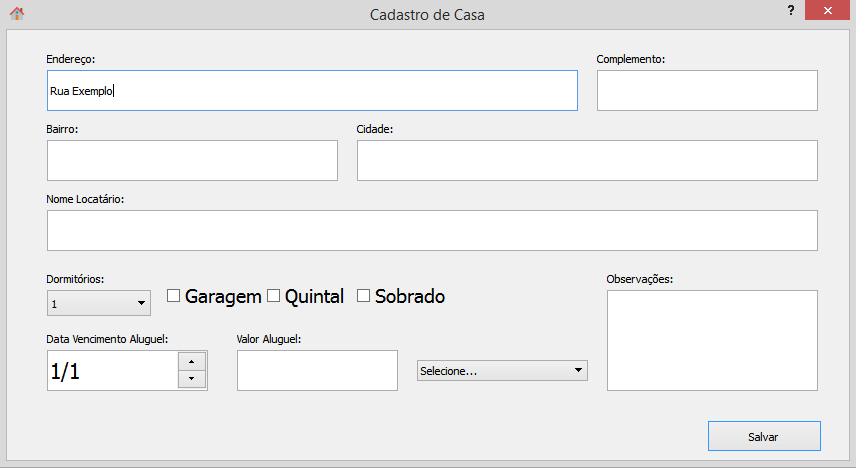 Cadastro de Casa
?
Endereço: Complemento:
Rua Exemplo
Bairro: Cidade:
Nome Locatário:
Dormitórios: Observações:
1 Garagem Quintal Sobrado
Data Vencimento Aluguel: Valor Aluguel:
1/1 Selecione...
Salvar